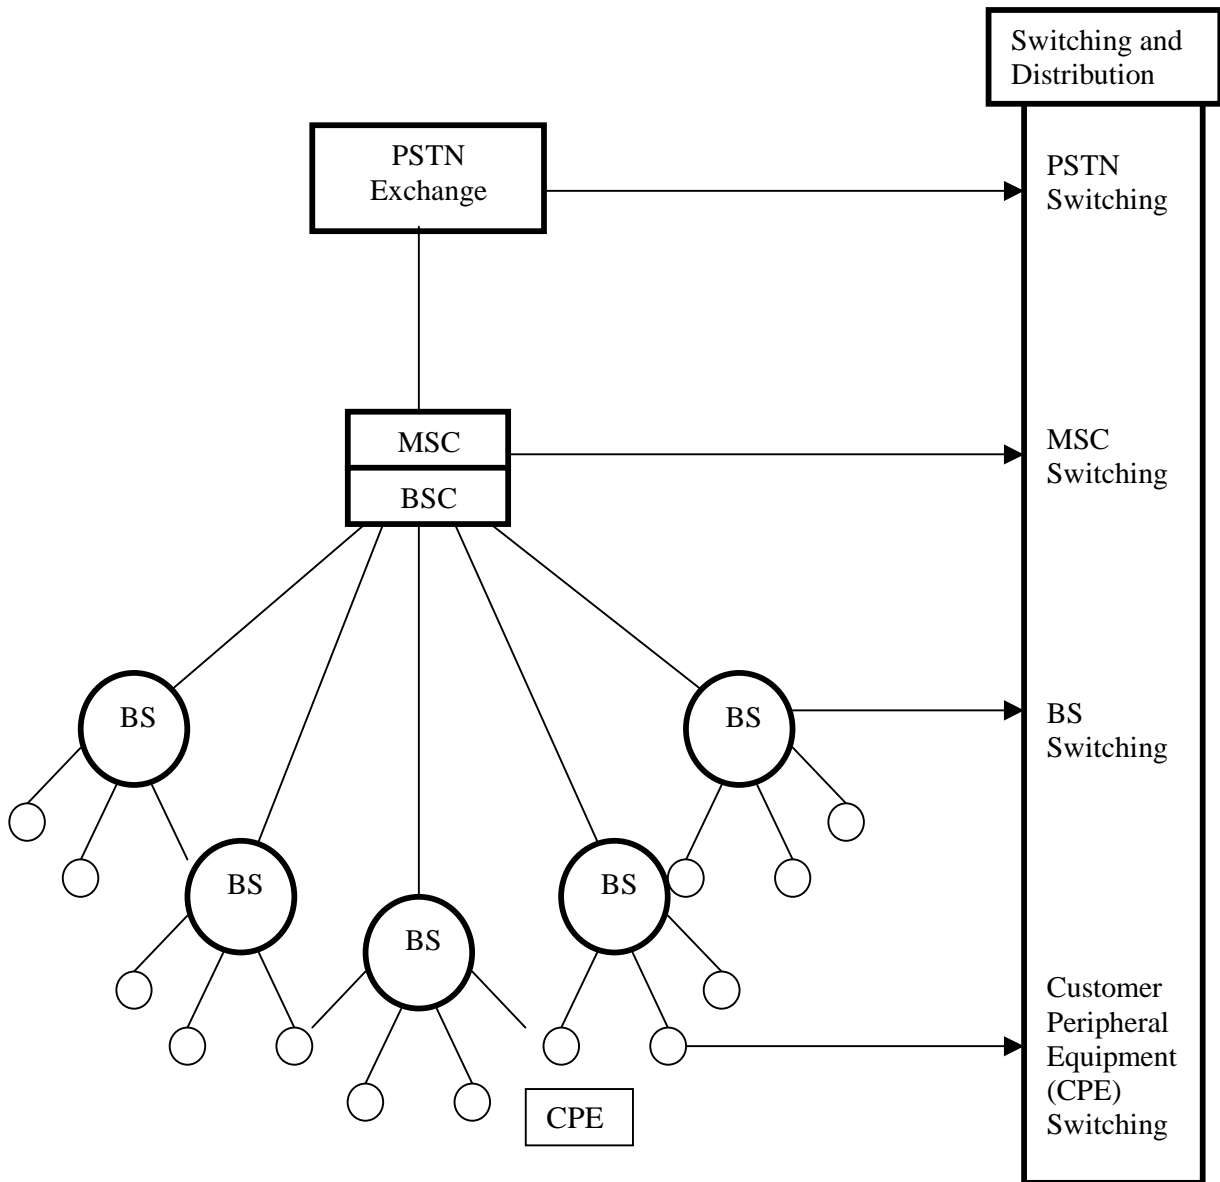 Switching and
Distribution
PSTN
Exchange
PSTN
Switching
MSC
BSC
MSC
Switching
BS
BS
BS
Switching
BS
BS
BS
Customer
Peripheral
Equipment
(CPE)
Switching
CPE